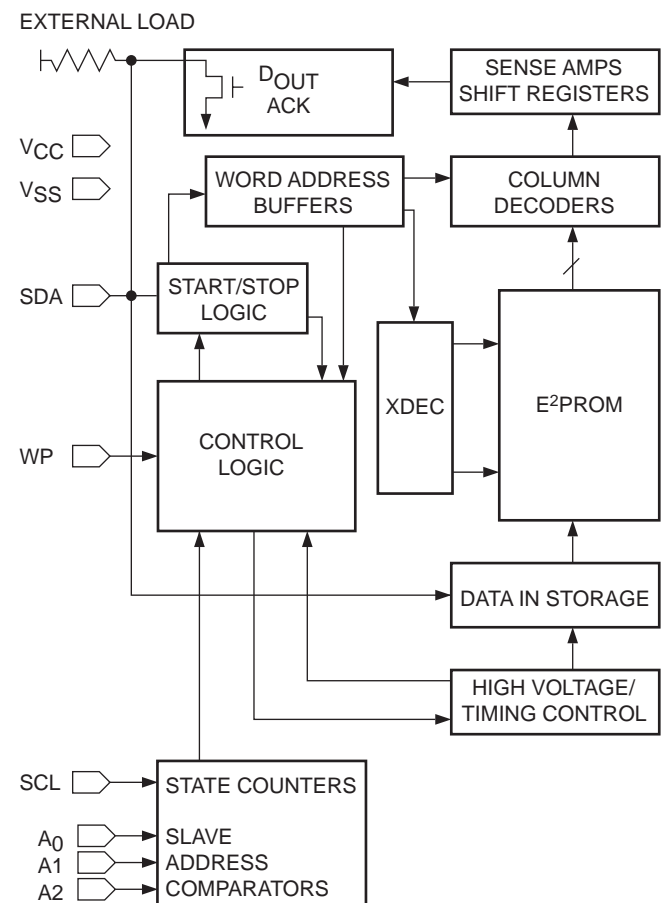 EXTERNAL LOAD
DOUT
ACK
SENSE AMPS
SHIFT REGISTERS
VCC
VSS
WORD ADDRESS
BUFFERS
COLUMN
DECODERS
SDA
START/STOP
LOGIC
XDEC
E²PROM
WP
CONTROL
LOGIC
DATA IN STORAGE
HIGH VOLTAGE/
TIMING CONTROL
SCL
STATE COUNTERS
A0
SLAVE
A1
ADDRESS
A2
COMPARATORS